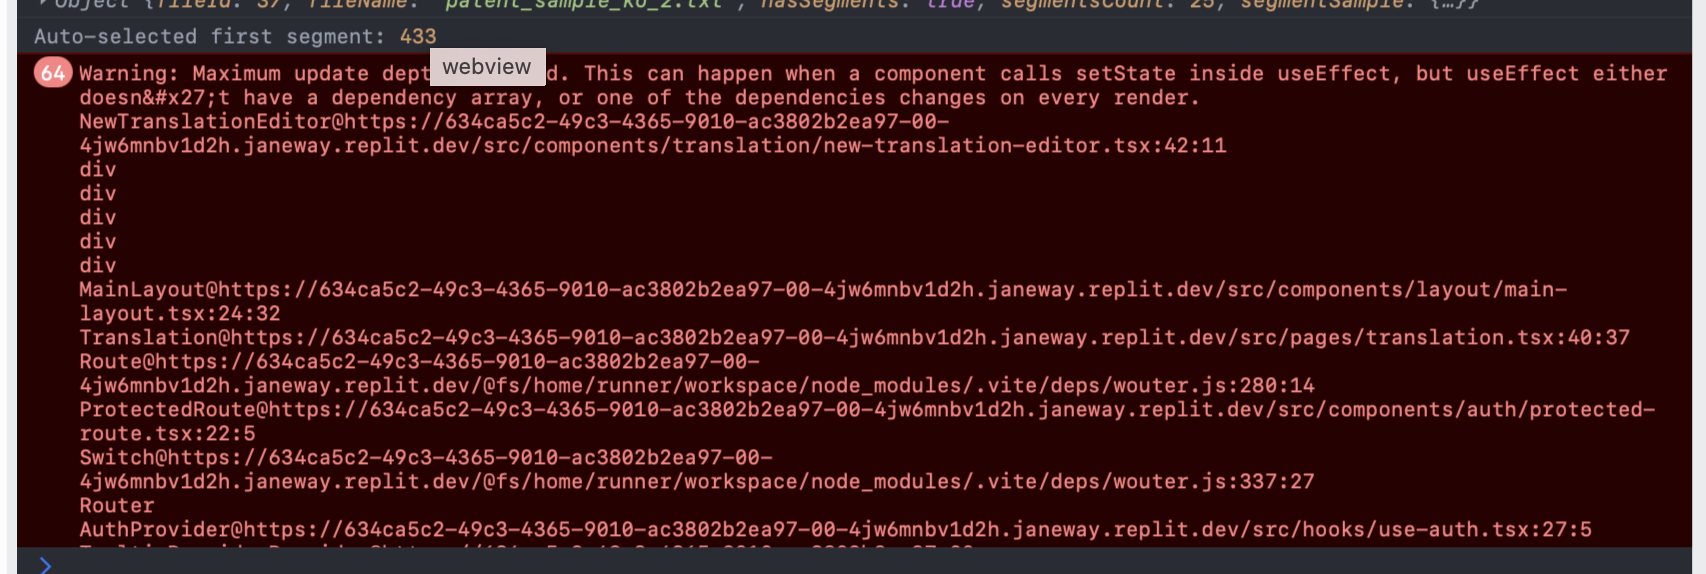 Object {fileId: 37, fileName: "patent_sample_ko_2.txt", hasSegments: true, segmentsCount: 25, segmentSample: {…}}
Auto-selected first segment: 433
webview
64 Warning: Maximum update dept d. This can happen when a component calls setState inside useEffect, but useEffect either
doesn&#x27;t have a dependency array, or one of the dependencies changes on every render.
NewTranslationEditor@https://634ca5c2-49c3-4365-9010-ac3802b2ea97-00-
4jw6mnbv1d2h.janeway.replit.dev/src/components/translation/new-translation-editor.tsx:42:11
div
div
div
div
div
MainLayout@https://634ca5c2-49c3-4365-9010-ac3802b2ea97-00-4jw6mnbv1d2h.janeway.replit.dev/src/components/layout/main-
layout.tsx:24:32
Translation@https://634ca5c2-49c3-4365-9010-ac3802b2ea97-00-4jw6mnbv1d2h.janeway.replit.dev/src/pages/translation.tsx:40:37
Route@https://634ca5c2-49c3-4365-9010-ac3802b2ea97-00-
4jw6mnbv1d2h.janeway.replit.dev/@fs/home/runner/workspace/node_modules/.vite/deps/wouter.js:280:14
ProtectedRoute@https://634ca5c2-49c3-4365-9010-ac3802b2ea97-00-4jw6mnbv1d2h.janeway.replit.dev/src/components/auth/protected-
route.tsx:22:5
Switch@https://634ca5c2-49c3-4365-9010-ac3802b2ea97-00-
4jw6mnbv1d2h.janeway.replit.dev/@fs/home/runner/workspace/node_modules/.vite/deps/wouter.js:337:27
Router
AuthProvider@https://634ca5c2-49c3-4365-9010-ac3802b2ea97-00-4jw6mnbv1d2h.janeway.replit.dev/src/hooks/use-auth.tsx:27:5